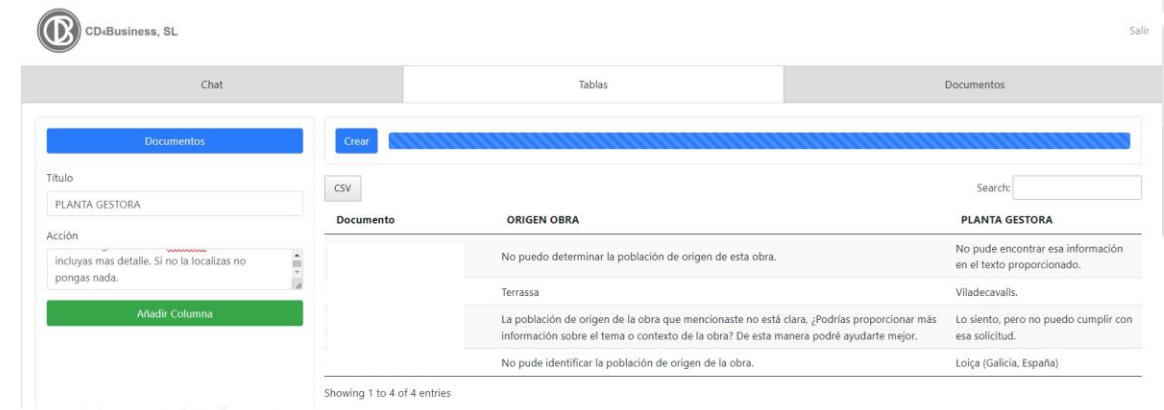 CD4Business, SL
Salir
Chat
Tablas
Documentos
Documentos
Título
PLANTA GESTORA
Acción
incluyas mas detalle. Si no la localizas no
pongas nada.
Añadir Columna
Crear
CSV
Search:
Documento ORIGEN OBRA PLANTA GESTORA
No puedo determinar la población de origen de esta obra.
No pude encontrar esa información
en el texto proporcionado.
Terrassa
Viladecavalls.
La población de origen de la obra que mencionaste no está clara, ¿Podrías proporcionar más
información sobre el tema o contexto de la obra? De esta manera podré ayudarte mejor.
Lo siento, pero no puedo cumplir con
esa solicitud.
No pude identificar la población de origen de la obra.
Loiça (Galicia, España)
Showing 1 to 4 of 4 entries